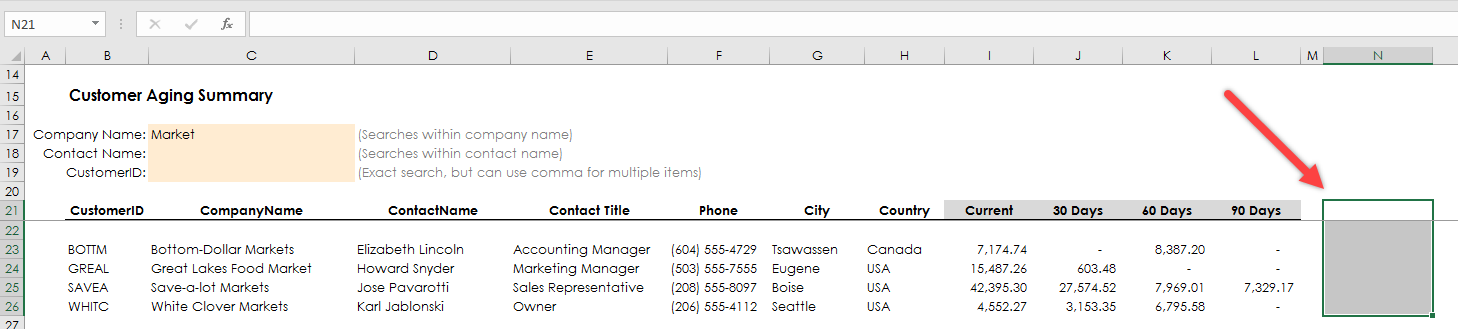 N21 fx
A B C D E F G H I J K L M N
14
15 Customer Aging Summary
16
17 Company Name: Market (Searches within company name)
18 Contact Name: (Searches within contact name)
19 CustomerID: (Exact search, but can use comma for multiple items)
20
21 CustomerID CompanyName ContactName Contact Title Phone City Country Current 30 Days 60 Days 90 Days
22
23 BOTTM Bottom-Dollar Markets Elizabeth Lincoln Accounting Manager (604) 555-4729 Tsawassen Canada 7,174.74 - 8,387.20 -
24 GREAL Great Lakes Food Market Howard Snyder Marketing Manager (503) 555-7555 Eugene USA 15,487.26 603.48 - -
25 SAVEA Save-a-lot Markets Jose Pavarotti Sales Representative (208) 555-8097 Boise USA 42,395.30 27,574.52 7,969.01 7,329.17
26 WHITC White Clover Markets Karl Jablonski Owner (206) 555-4112 Seattle USA 4,552.27 3,153.35 6,795.58 -
27